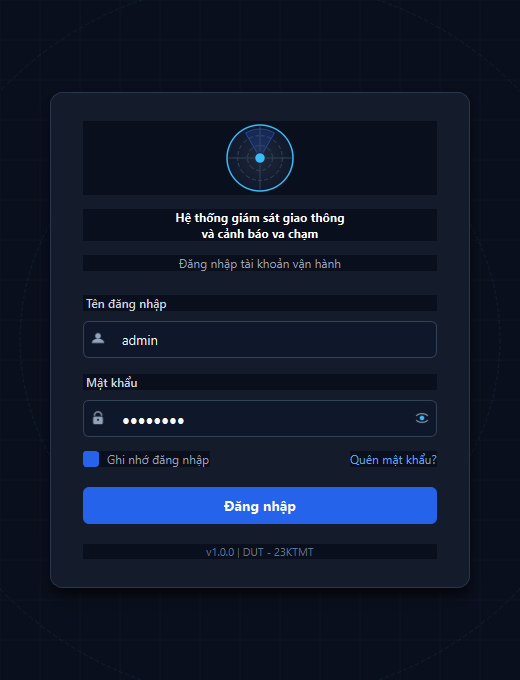 Hệ thống giám sát giao thông
và cảnh báo va chạm
Đăng nhập tài khoản vận hành
Tên đăng nhập
admin
Mật khẩu
●●●●●●●●
Ghi nhớ đăng nhập
Quên mật khẩu?
Đăng nhập
v1.0.0 | DUT - 23KTMT